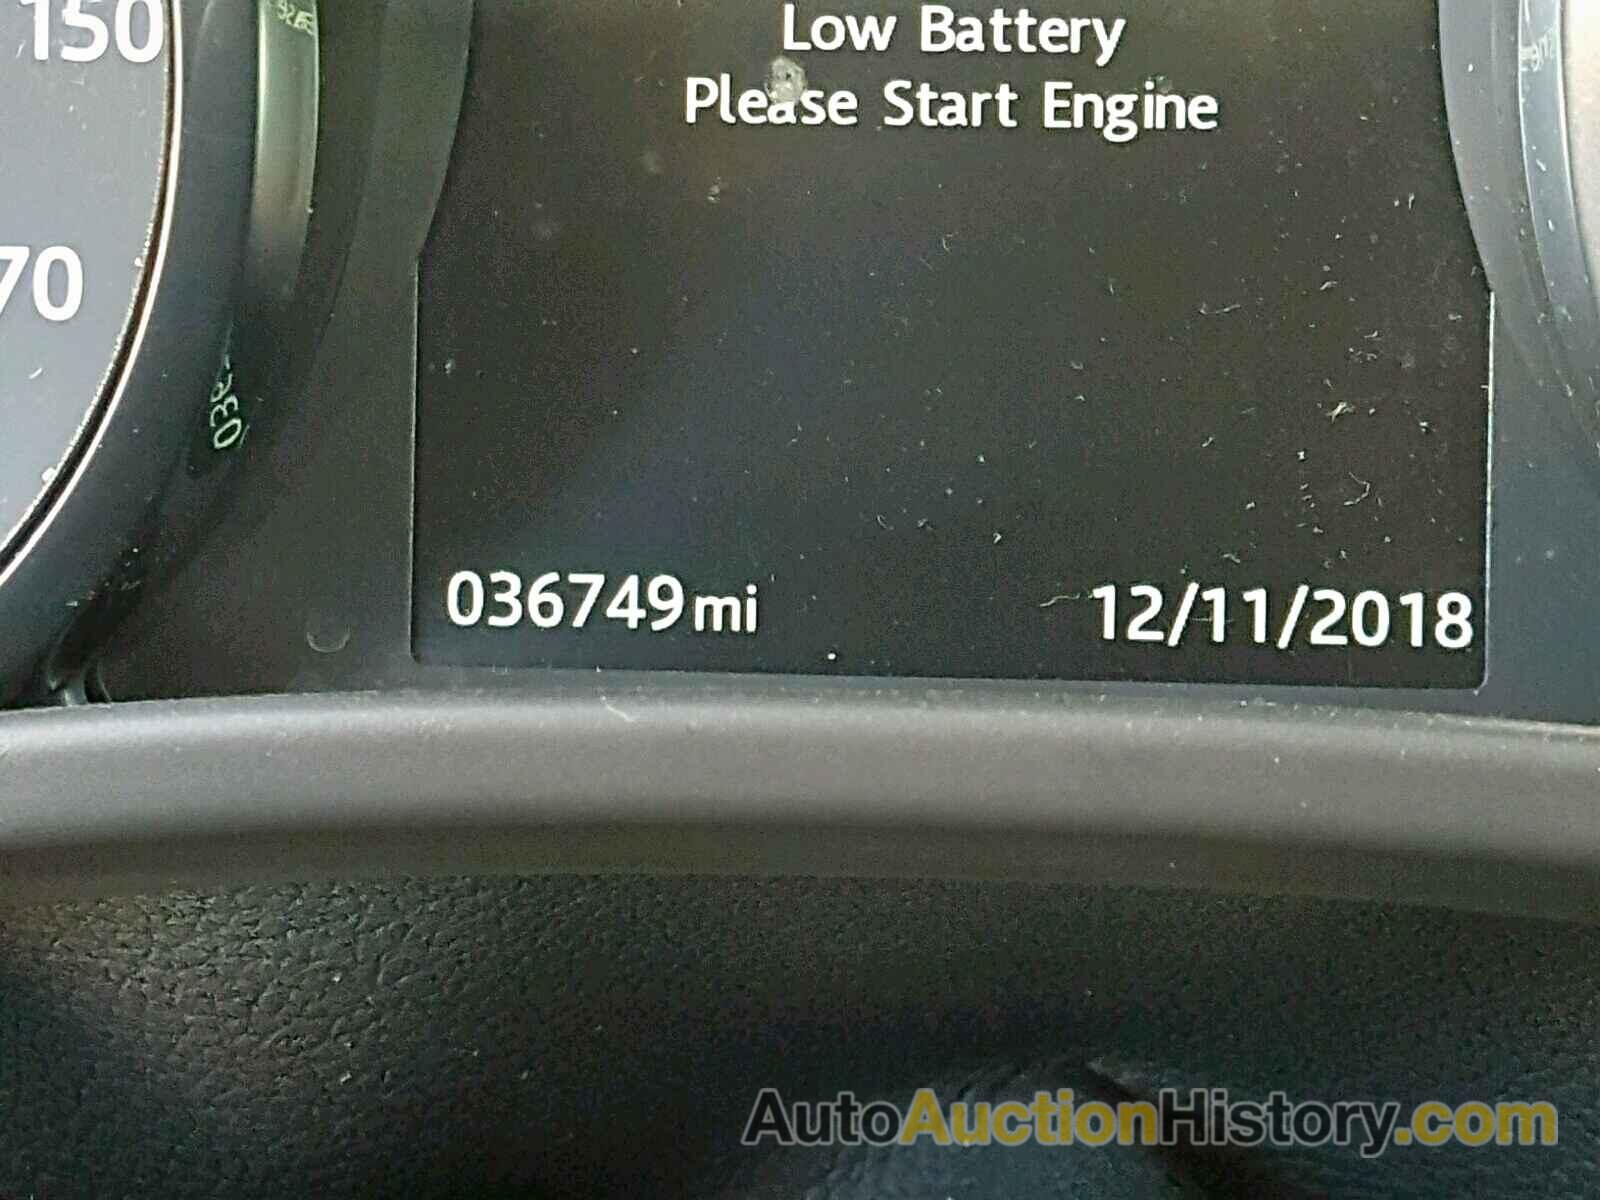 150
Low Battery
Please Start Engine
70
036749mi
12/11/2018
AutoAuctionHistory.com